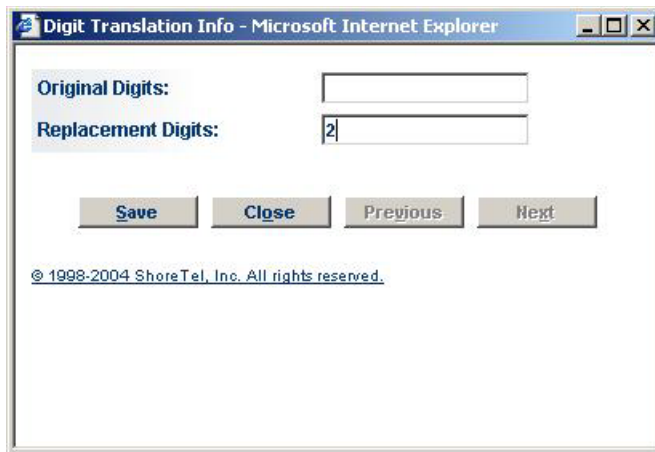 Digit Translation Info - Microsoft Internet Explorer
Original Digits:
Replacement Digits: 2
Save Close Previous Next
© 1998-2004 ShoreTel, Inc. All rights reserved.